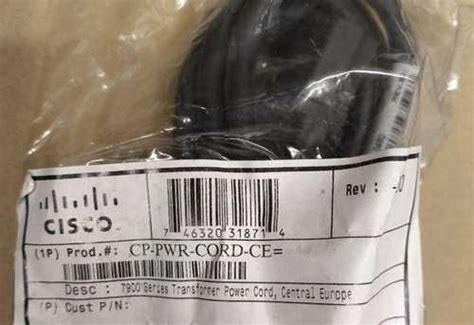 CISCO
7 46320 31871 4
Rev : -J0
(1P) Prod.#: CP-PWR-CORD-CE=
Desc : 7900 Series Transformer Power Cord, Central Europe
(P) Cust P/N: